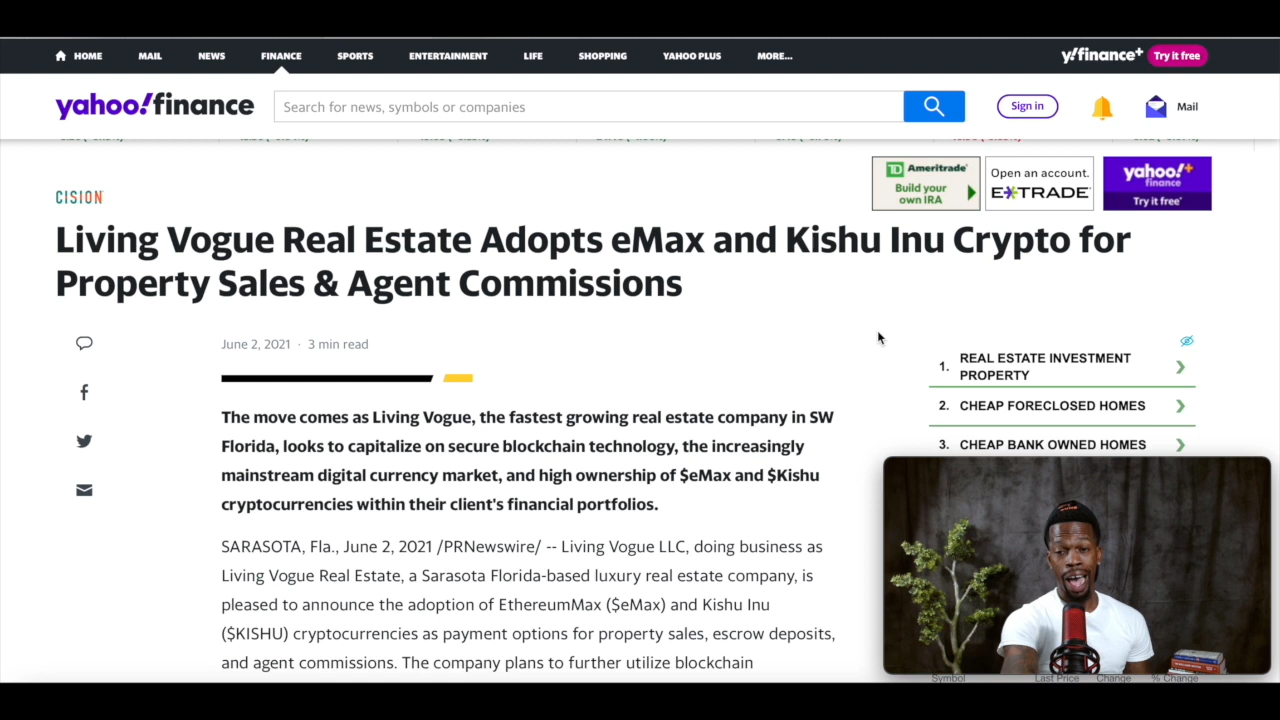 HOME MAIL NEWS FINANCE SPORTS ENTERTAINMENT LIFE SHOPPING YAHOO PLUS MORE... y!finance+ Try it free
yahoo!finance Search for news, symbols or companies Sign in Mail
TD Ameritrade Build your own IRA
Open an account. E*TRADE
yahoo!+ finance Try it free
CISION
Living Vogue Real Estate Adopts eMax and Kishu Inu Crypto for
Property Sales & Agent Commissions
June 2, 2021 · 3 min read
The move comes as Living Vogue, the fastest growing real estate company in SW
Florida, looks to capitalize on secure blockchain technology, the increasingly
mainstream digital currency market, and high ownership of $eMax and $Kishu
cryptocurrencies within their client's financial portfolios.
SARASOTA, Fla., June 2, 2021 /PRNewswire/ -- Living Vogue LLC, doing business as
Living Vogue Real Estate, a Sarasota Florida-based luxury real estate company, is
pleased to announce the adoption of EthereumMax ($eMax) and Kishu Inu
($KISHU) cryptocurrencies as payment options for property sales, escrow deposits,
and agent commissions. The company plans to further utilize blockchain
1. REAL ESTATE INVESTMENT
PROPERTY
2. CHEAP FORECLOSED HOMES
3. CHEAP BANK OWNED HOMES
Symbol Last Price Change % Change